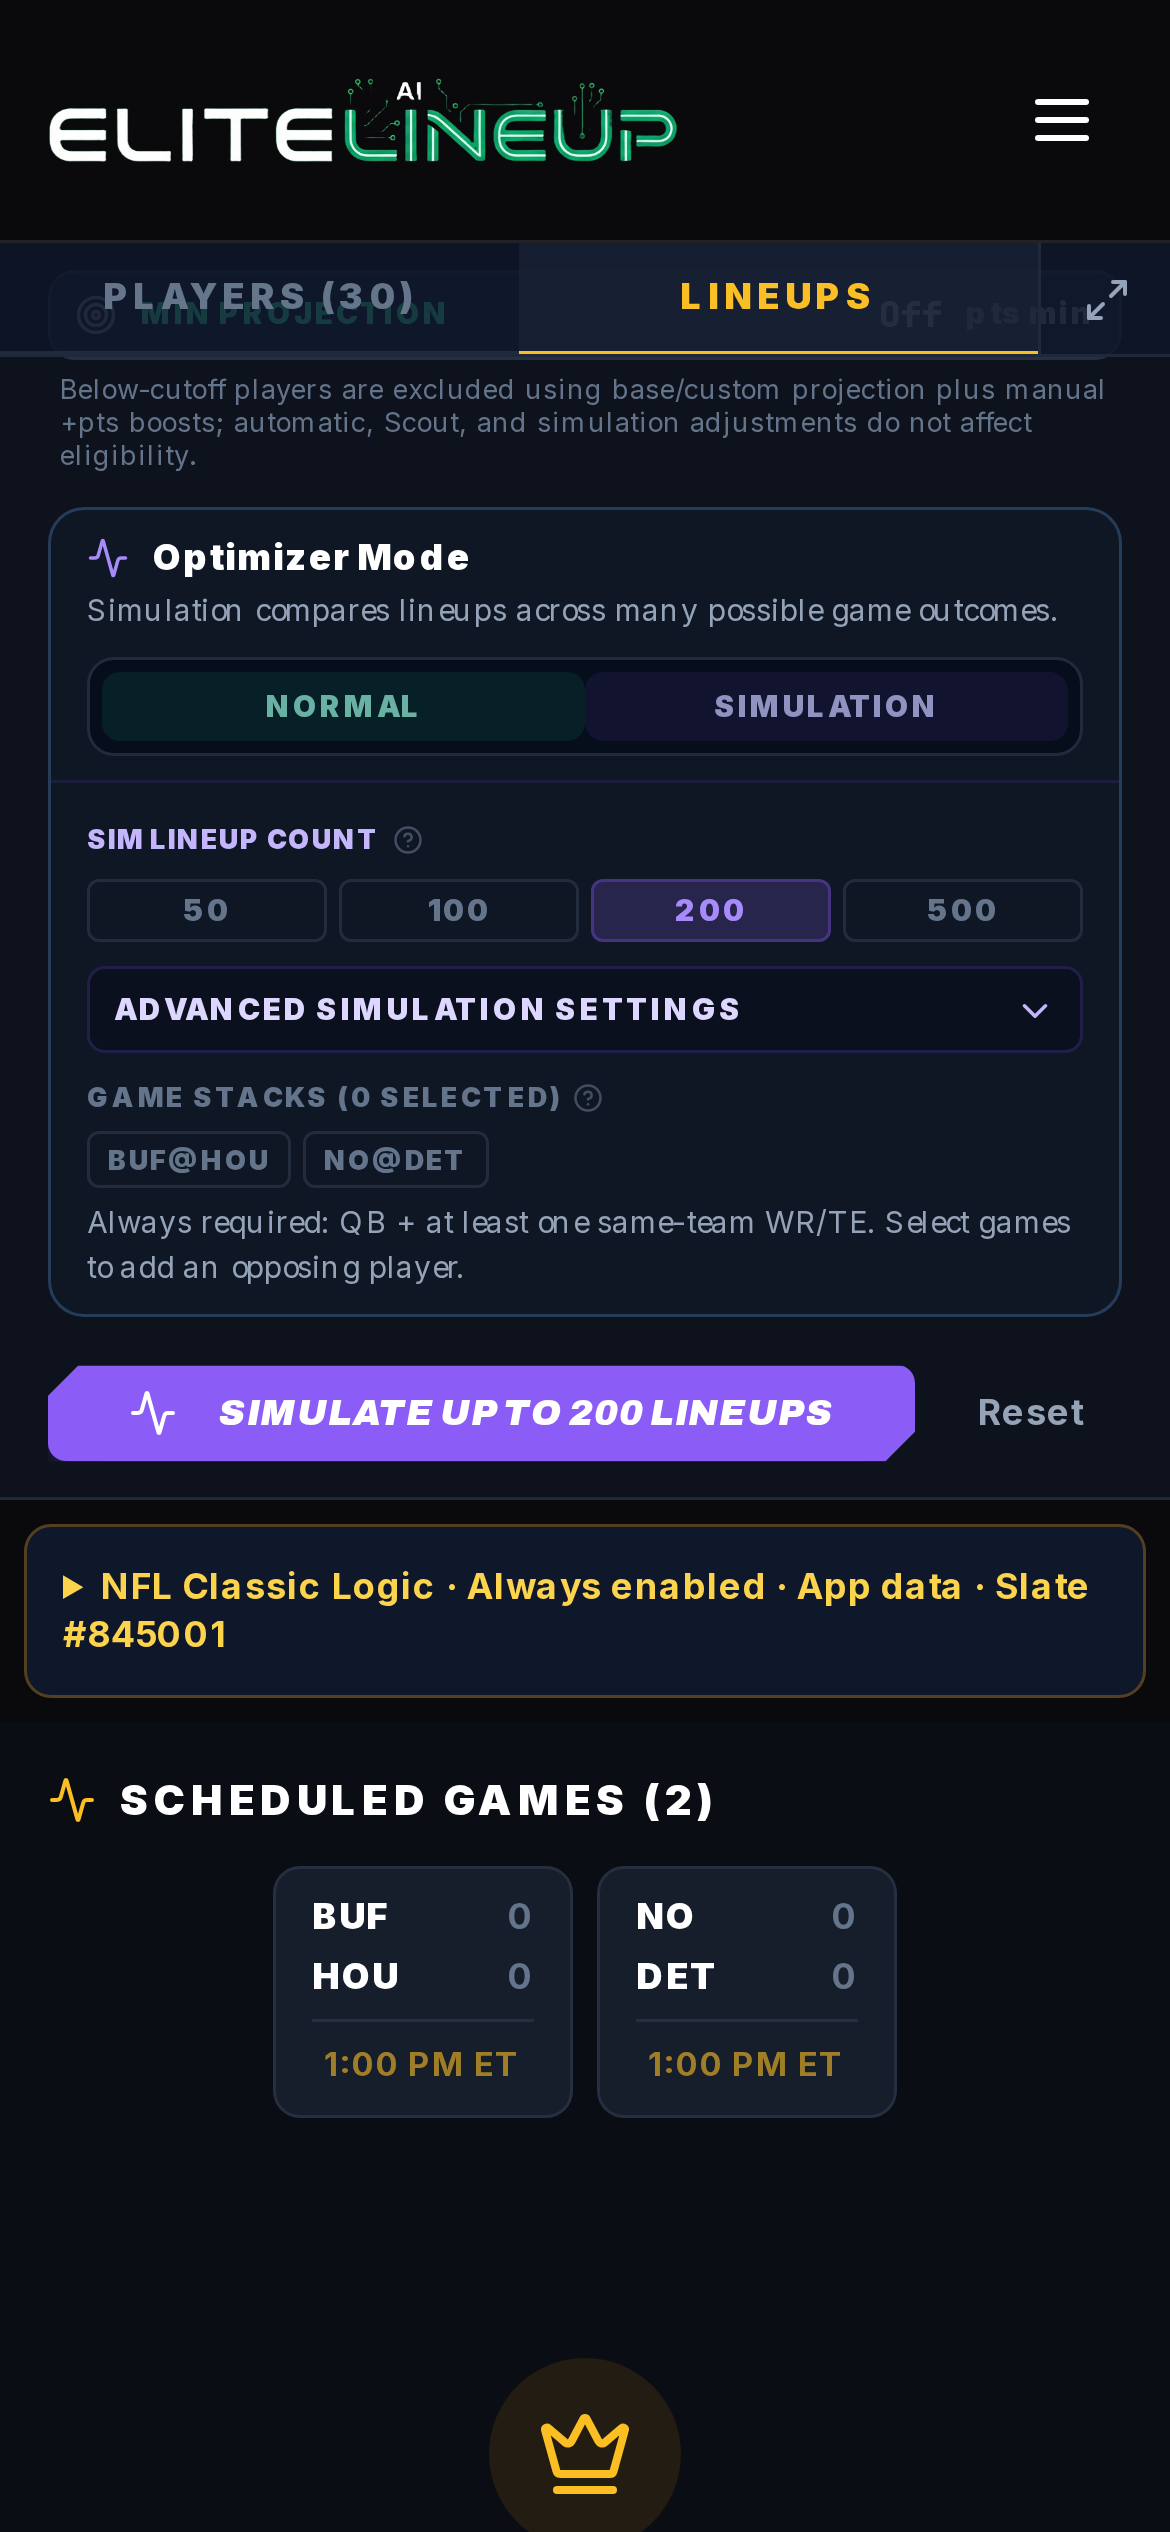 ELITE AI LINEUP
PLAYERS (30)
LINEUPS
MIN PROJECTION
Off pts min
Below-cutoff players are excluded using base/custom projection plus manual
+pts boosts; automatic, Scout, and simulation adjustments do not affect
eligibility.
Optimizer Mode
Simulation compares lineups across many possible game outcomes.
NORMAL
SIMULATION
SIM LINEUP COUNT ?
50
100
200
500
ADVANCED SIMULATION SETTINGS
GAME STACKS (0 SELECTED) ?
BUF@HOU
NO@DET
Always required: QB + at least one same-team WR/TE. Select games
to add an opposing player.
SIMULATE UP TO 200 LINEUPS
Reset
▶ NFL Classic Logic · Always enabled · App data · Slate
#845001
SCHEDULED GAMES (2)
BUF 0
HOU 0
1:00 PM ET
NO 0
DET 0
1:00 PM ET